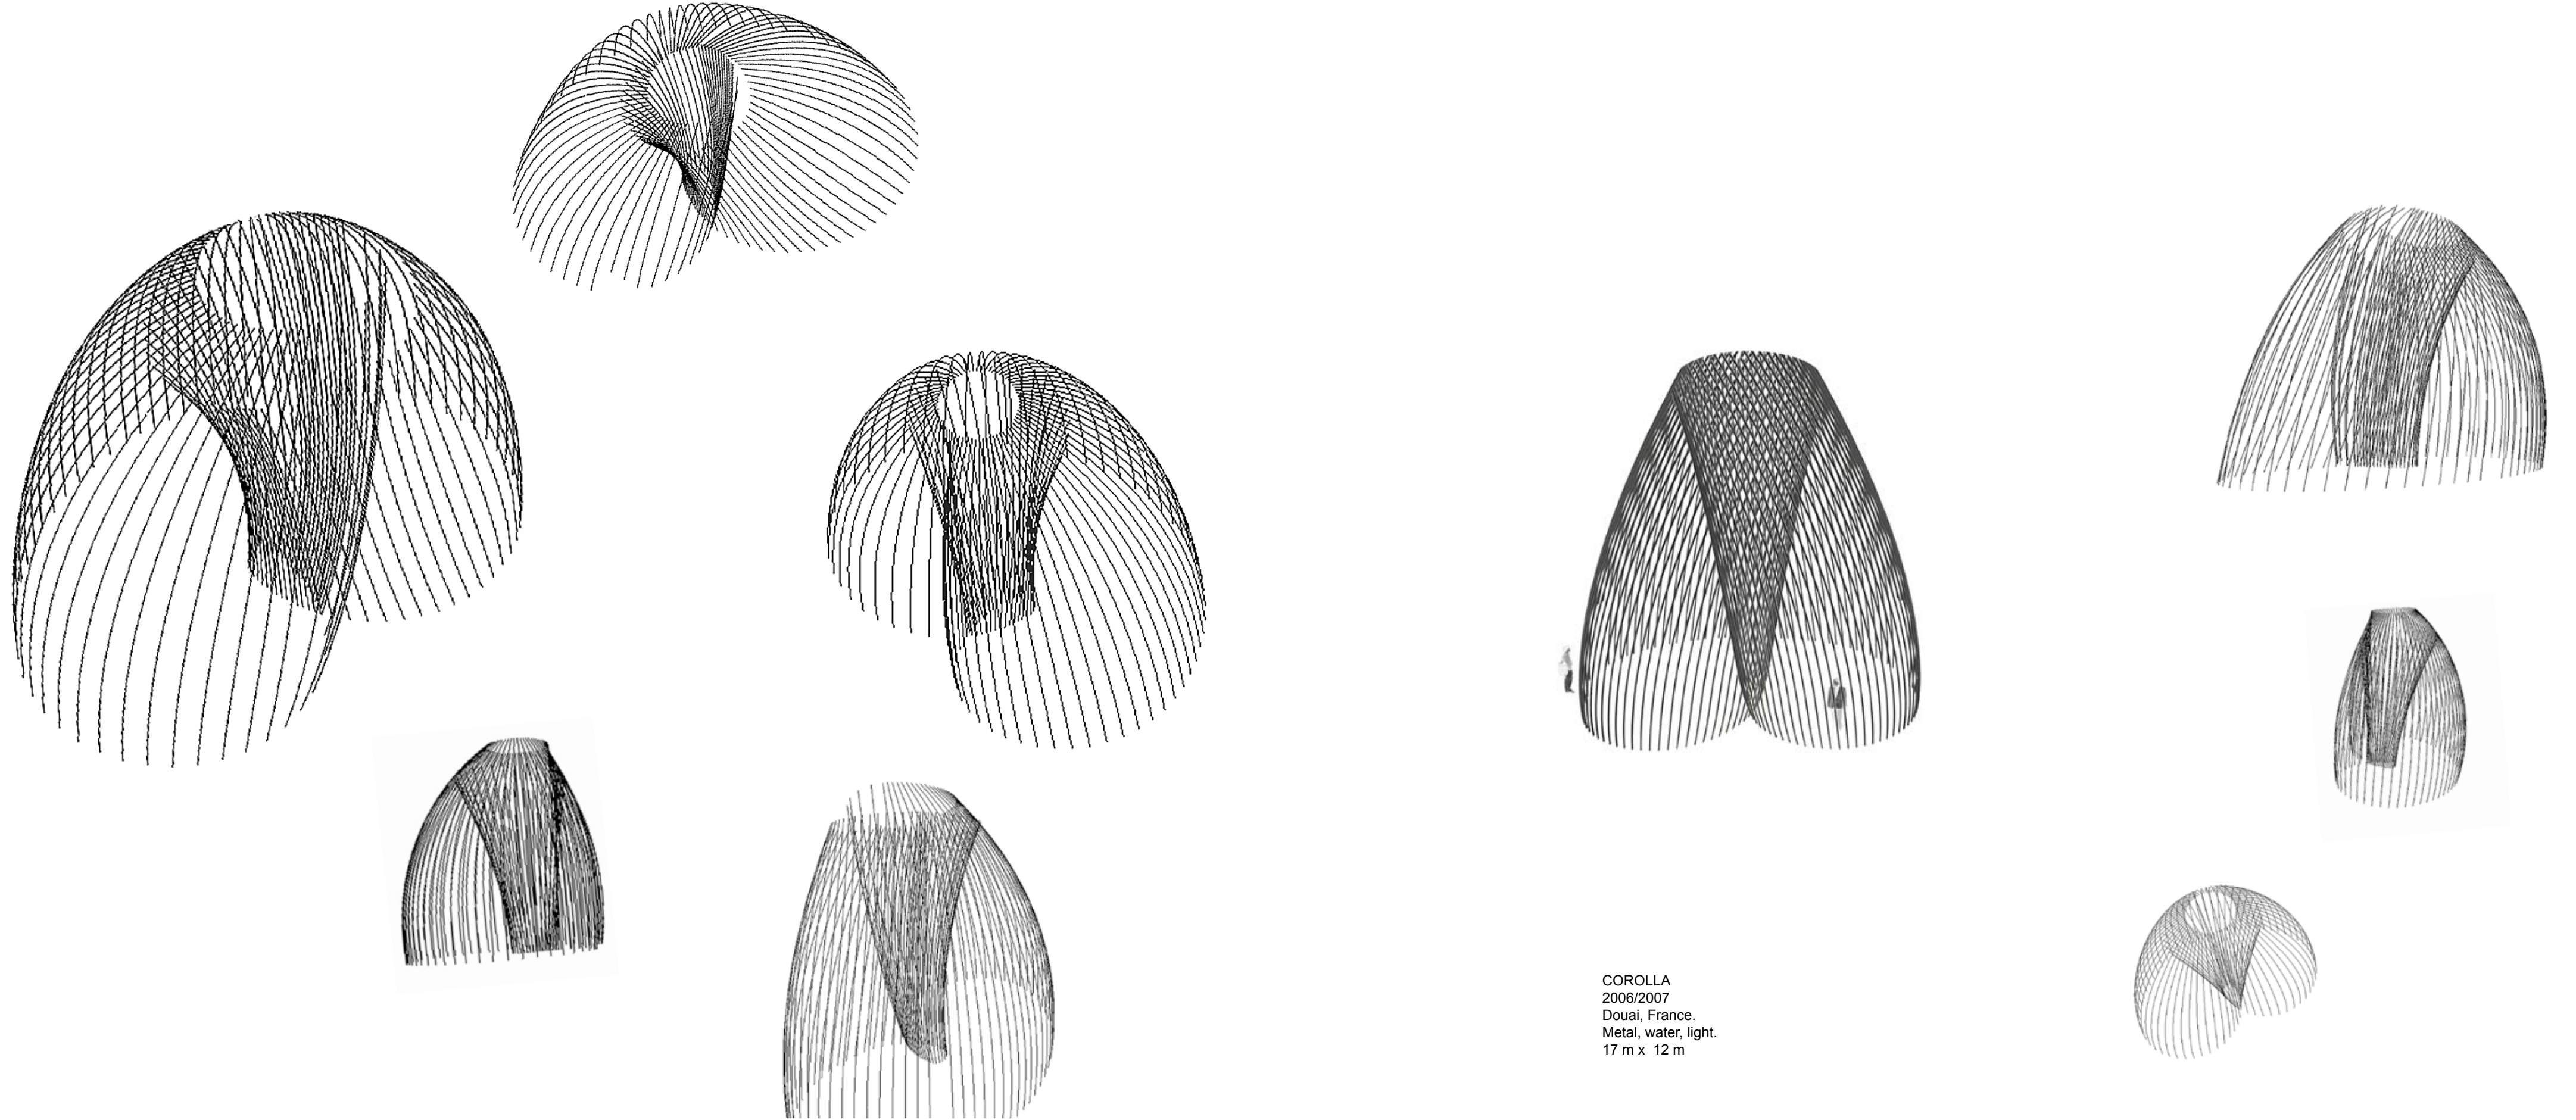 COROLLA
2006/2007
Douai, France.
Metal, water, light.
17 m x  12 m